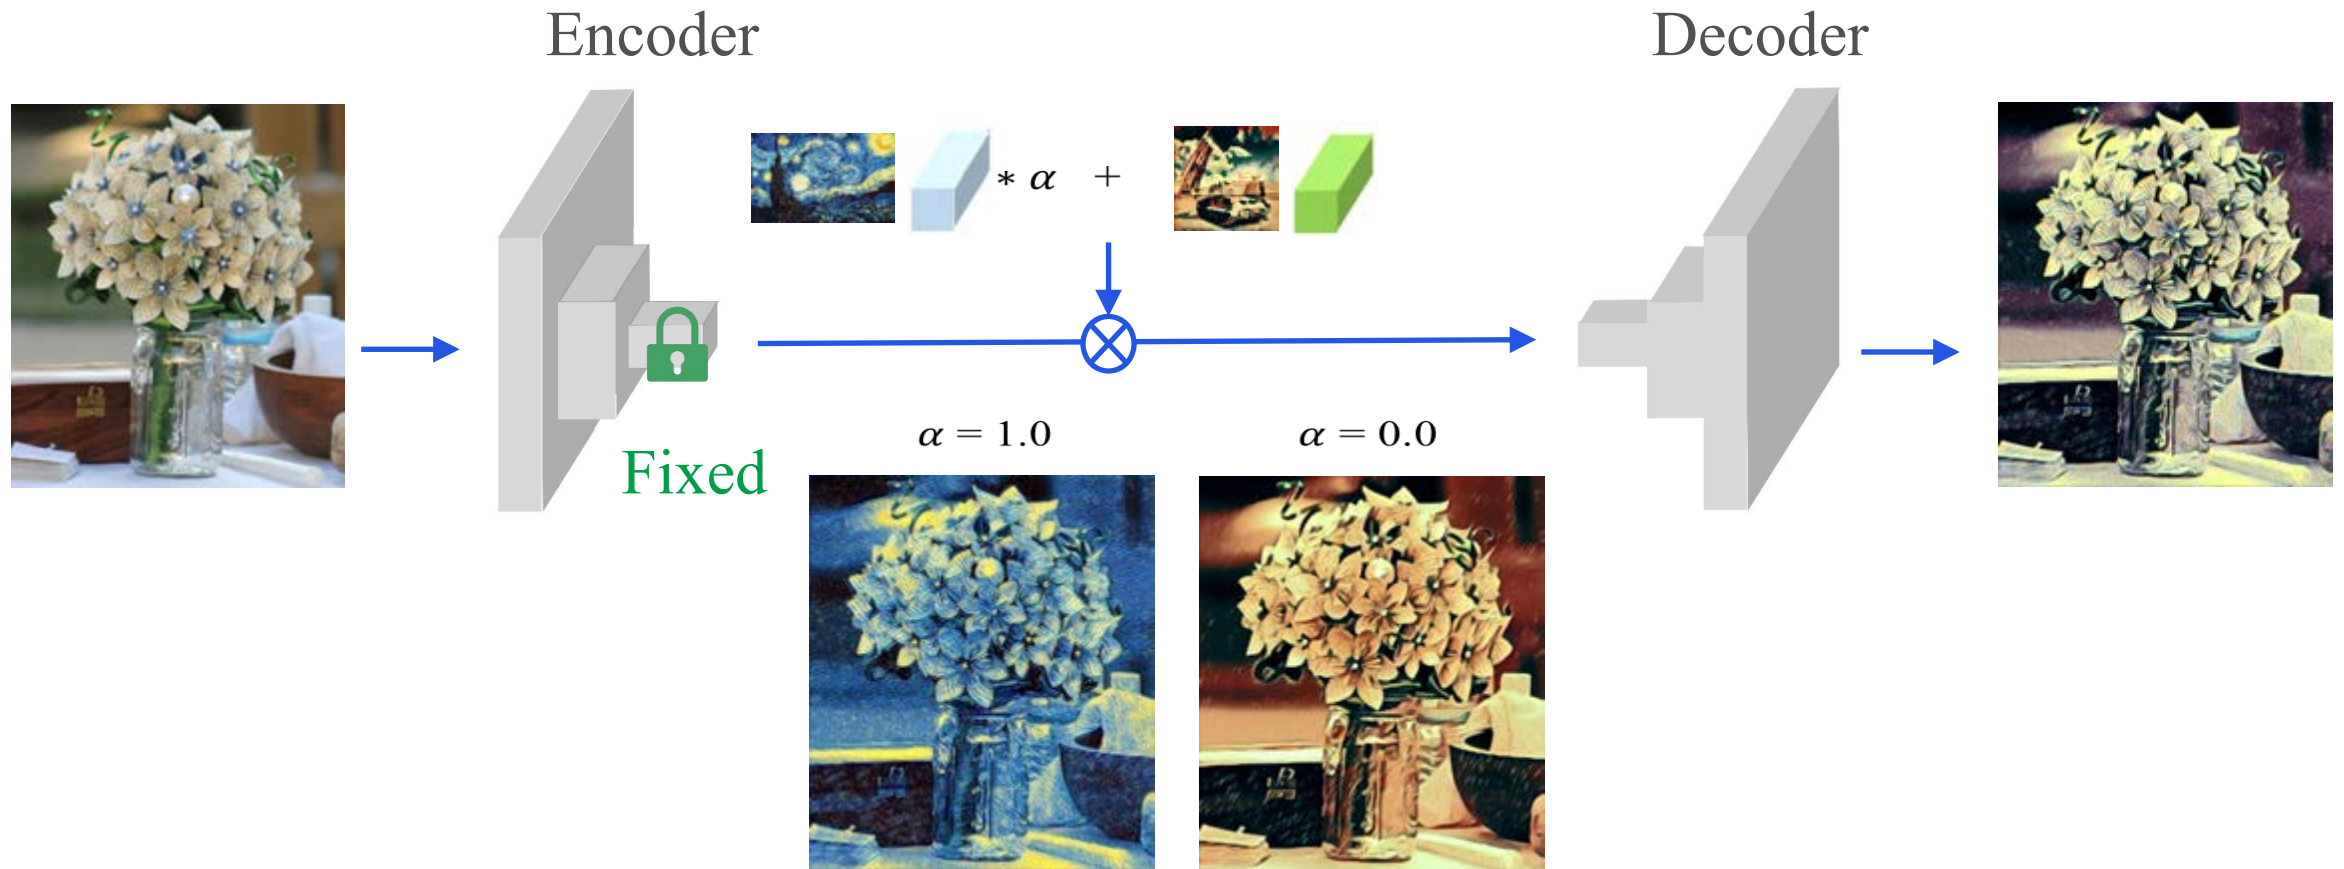 Encoder
Decoder
* α +
Fixed
α = 1.0
α = 0.0